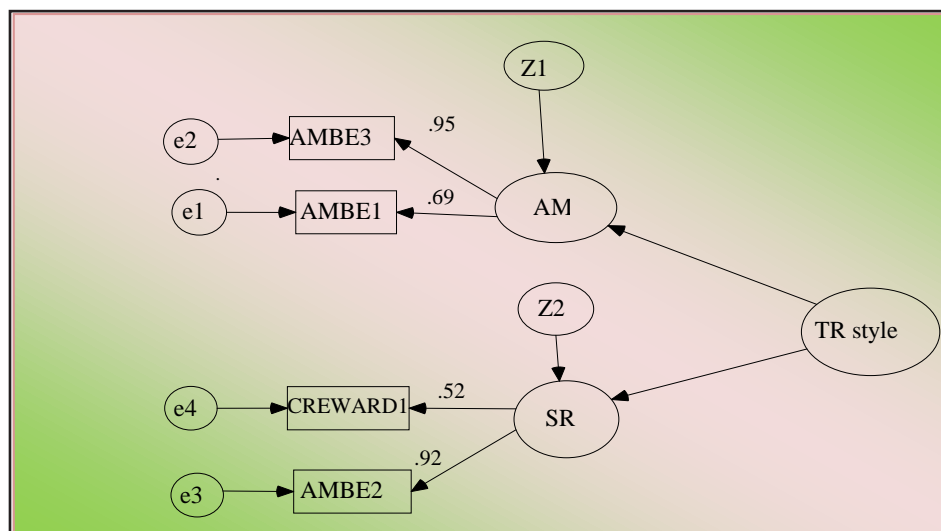 Z1
.95
e2
AMBE3
.69
e1
AMBE1
AM
Z2
TR style
.52
e4
CREWARD1
SR
.92
e3
AMBE2